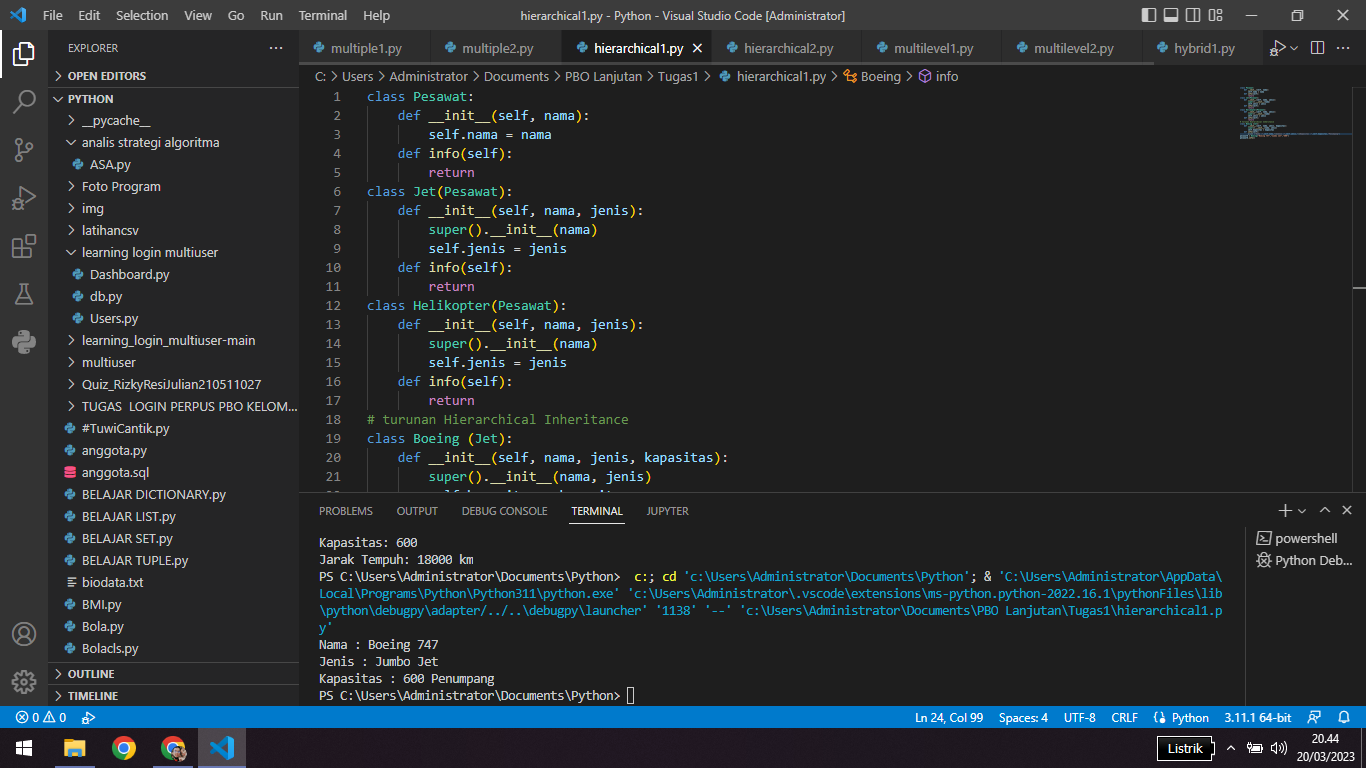 File Edit Selection View Go Run Terminal Help
hierarchical1.py - Python - Visual Studio Code [Administrator]
EXPLORER
OPEN EDITORS
PYTHON
__pycache__
analis strategi algoritma
ASA.py
Foto Program
img
latihancsv
learning login multiuser
Dashboard.py
db.py
Users.py
learning_login_multiuser-main
multiuser
Quiz_RizkyResiJulian210511027
TUGAS LOGIN PERPUS PBO KELOM...
#TuwiCantik.py
anggota.py
anggota.sql
BELAJAR DICTIONARY.py
BELAJAR LIST.py
BELAJAR SET.py
BELAJAR TUPLE.py
biodata.txt
BMI.py
Bola.py
Bolacls.py
OUTLINE
TIMELINE
multiple1.py multiple2.py hierarchical1.py hierarchical2.py multilevel1.py multilevel2.py hybrid1.py
C: > Users > Administrator > Documents > PBO Lanjutan > Tugas1 > hierarchical1.py > Boeing > info
1 class Pesawat:
2 def __init__(self, nama):
3 self.nama = nama
4 def info(self):
5 return
6 class Jet(Pesawat):
7 def __init__(self, nama, jenis):
8 super().__init__(nama)
9 self.jenis = jenis
10 def info(self):
11 return
12 class Helikopter(Pesawat):
13 def __init__(self, nama, jenis):
14 super().__init__(nama)
15 self.jenis = jenis
16 def info(self):
17 return
18 # turunan Hierarchical Inheritance
19 class Boeing (Jet):
20 def __init__(self, nama, jenis, kapasitas):
21 super().__init__(nama, jenis)
PROBLEMS OUTPUT DEBUG CONSOLE TERMINAL JUPYTER
Kapasitas: 600
Jarak Tempuh: 18000 km
PS C:\Users\Administrator\Documents\Python> c:; cd 'c:\Users\Administrator\Documents\Python'; & 'C:\Users\Administrator\AppData\
Local\Programs\Python\Python311\python.exe' 'c:\Users\Administrator\.vscode\extensions\ms-python.python-2022.16.1\pythonFiles\lib
\python\debugpy\adapter/../..\debugpy\launcher' '1138' '--' 'c:\Users\Administrator\Documents\PBO Lanjutan\Tugas1\hierarchical1.p
y'
Nama : Boeing 747
Jenis : Jumbo Jet
Kapasitas : 600 Penumpang
PS C:\Users\Administrator\Documents\Python>
powershell
Python Deb...
0 0
Ln 24, Col 99 Spaces: 4 UTF-8 CRLF Python 3.11.1 64-bit
Listrik
20.44
20/03/2023